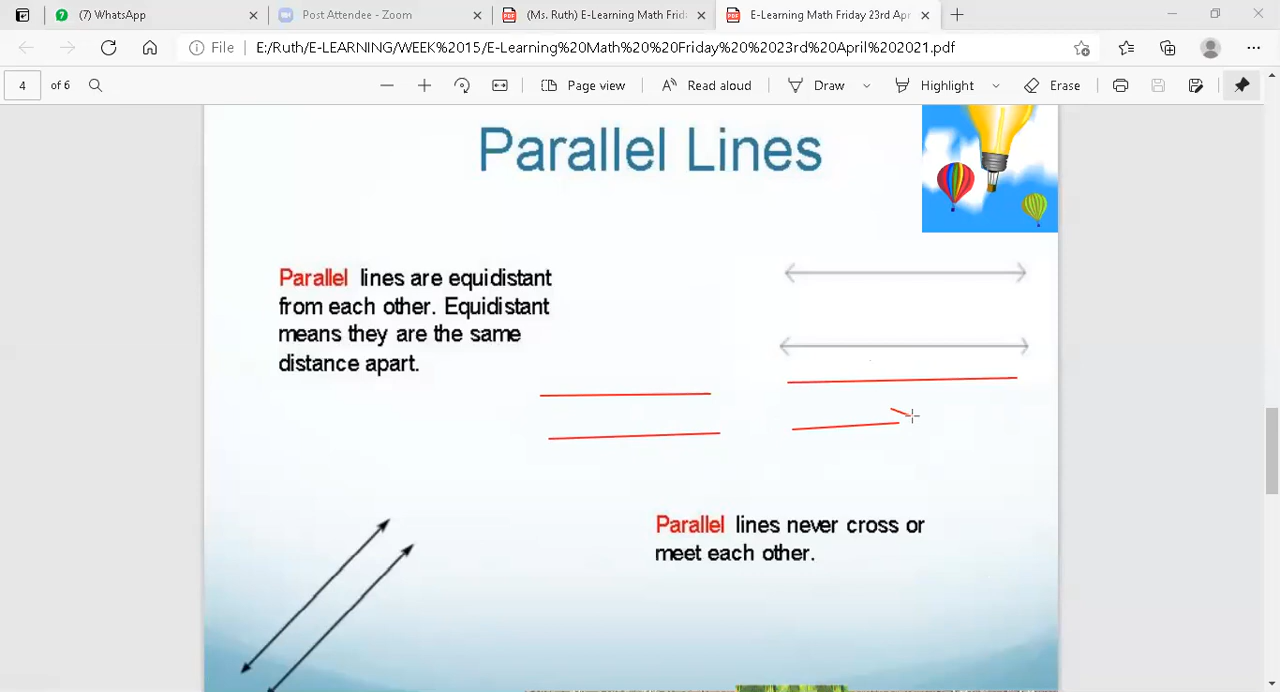 (7) WhatsApp
Post Attendee - Zoom
(Ms. Ruth) E-Learning Math Frid
E-Learning Math Friday 23rd Apr
File
E:/Ruth/E-LEARNING/WEEK%2015/E-Learning%20Math%20%20Friday%20%2023rd%20April%202021.pdf
4 of 6
Page view
Read aloud
Draw
Highlight
Erase
Parallel Lines
Parallel lines are equidistant
from each other. Equidistant
means they are the same
distance apart.
Parallel lines never cross or
meet each other.